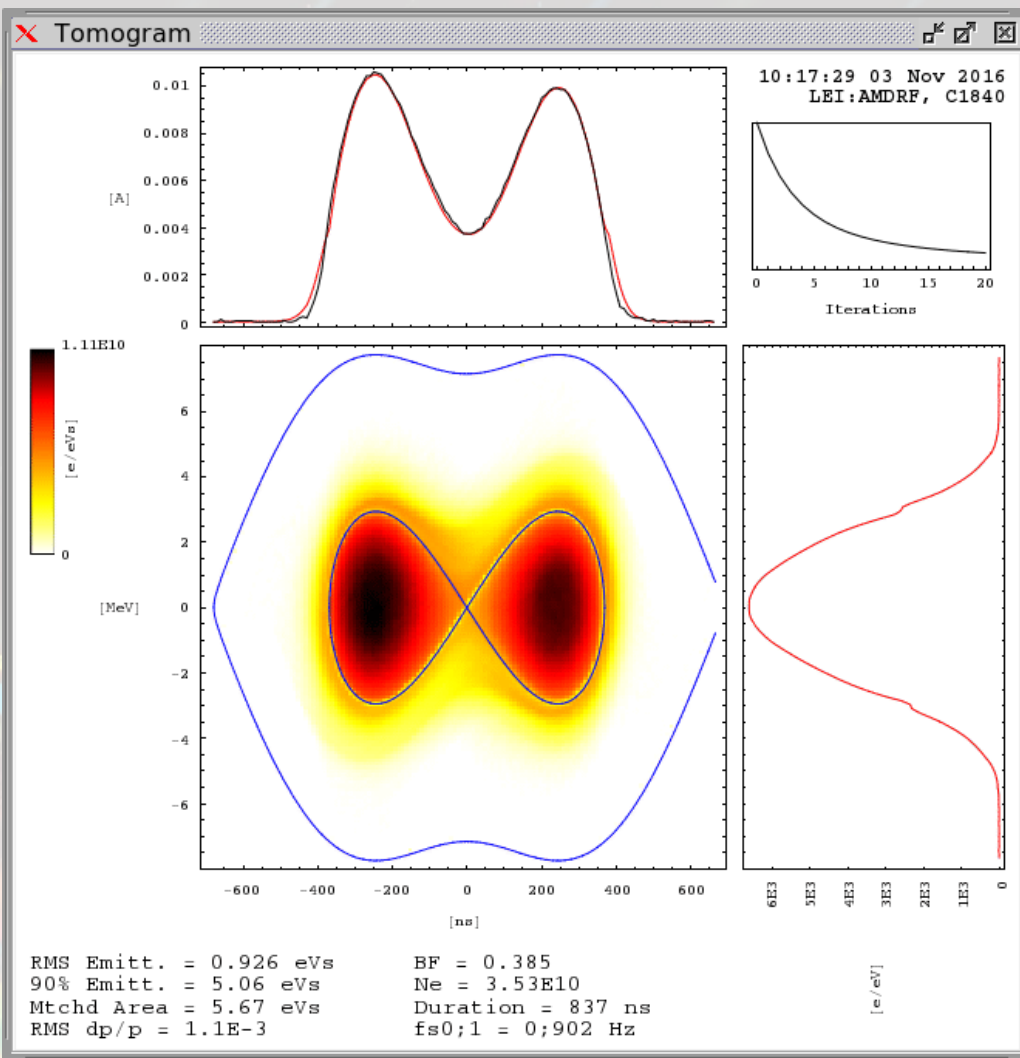 Tomogram
10:17:29 03 Nov 2016
LEI:AMDRF, C1840
0.01
0.008
0.006
[A]
0.004
0.002
0
0 5 10 15 20
Iterations
1.11E10
[e/eVs]
0
6
4
2
[MeV]
0
-2
-4
-6
-600 -400 -200 0 200 400 600
[ns]
6E3 5E3 4E3 3E3 2E3 1E3 0
[e/eV]
RMS Emitt. = 0.926 eVs BF = 0.385
90% Emitt. = 5.06 eVs Ne = 3.53E10
Mtchd Area = 5.67 eVs Duration = 837 ns
RMS dp/p = 1.1E-3 fs0;1 = 0;902 Hz